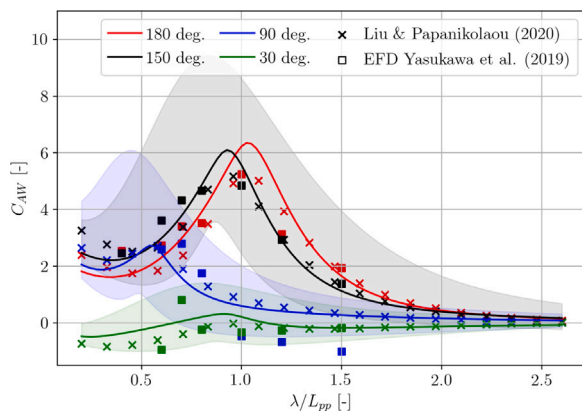 180 deg.
150 deg.
90 deg.
30 deg.
Liu & Papanikolaou (2020)
EFD Yasukawa et al. (2019)
C_AW [-]
10
8
6
4
2
0
0.5 1.0 1.5 2.0 2.5
λ/L_pp [-]